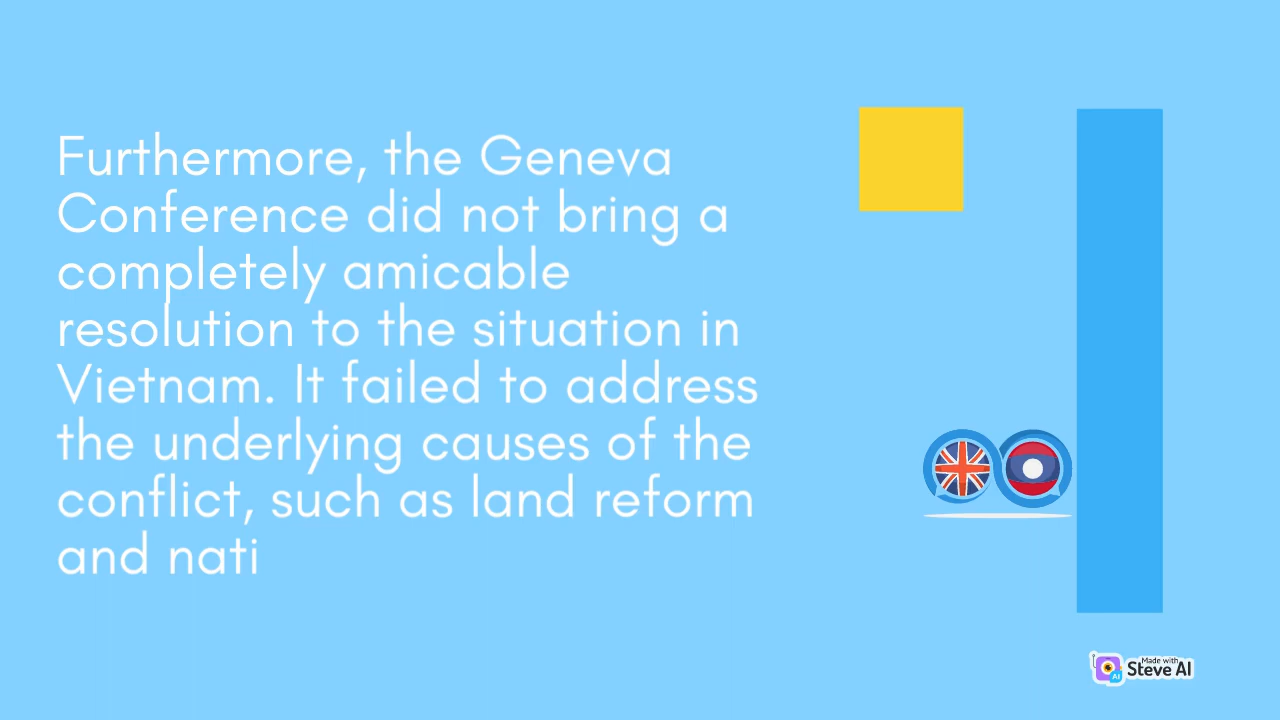 Furthermore, the Geneva
Conference did not bring a
completely amicable
resolution to the situation in
Vietnam. It failed to address
the underlying causes of the
conflict, such as land reform
and nati
Made with
Steve AI